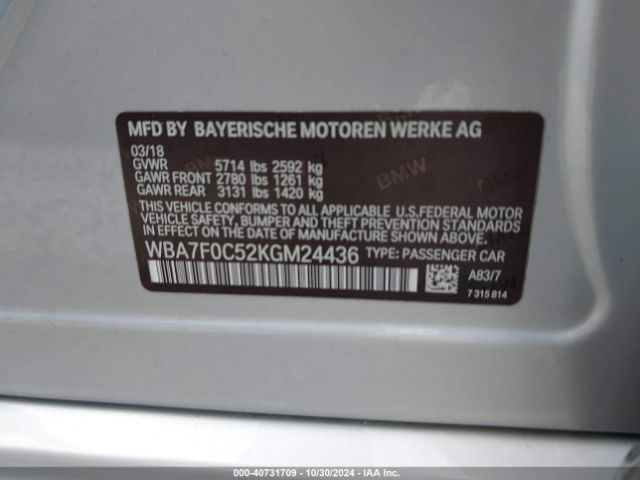 MFD BY BAYERISCHE MOTOREN WERKE AG
03/18
GVWR 5714 lbs 2592 kg
GAWR FRONT 2780 lbs 1261 kg
GAWR REAR 3131 lbs 1420 kg
THIS VEHICLE CONFORMS TO ALL APPLICABLE U.S.FEDERAL MOTOR
VEHICLE SAFETY, BUMPER AND THEFT PREVENTION STANDARDS
IN EFFECT ON THE DATE OF MANUFACTURE SHOWN ABOVE.
WBA7F0C52KGM24436 TYPE: PASSENGER CAR
A83/7
7 315 814
BMW
000-40731709 - 10/30/2024 - IAA Inc.